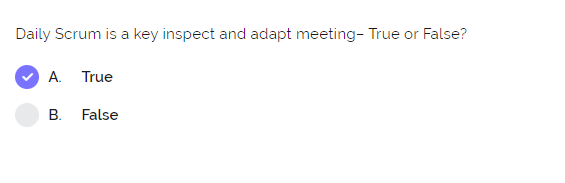 Daily Scrum is a key inspect and adapt meeting– True or False?
A. True
B. False